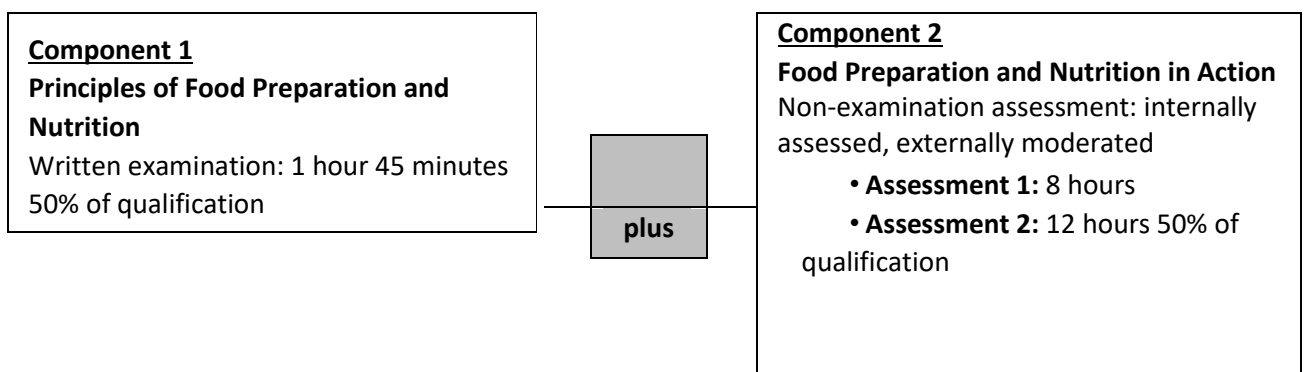 Component 1
Principles of Food Preparation and
Nutrition
Written examination: 1 hour 45 minutes
50% of qualification
plus
Component 2
Food Preparation and Nutrition in Action
Non-examination assessment: internally
assessed, externally moderated
• Assessment 1: 8 hours
• Assessment 2: 12 hours 50% of
qualification